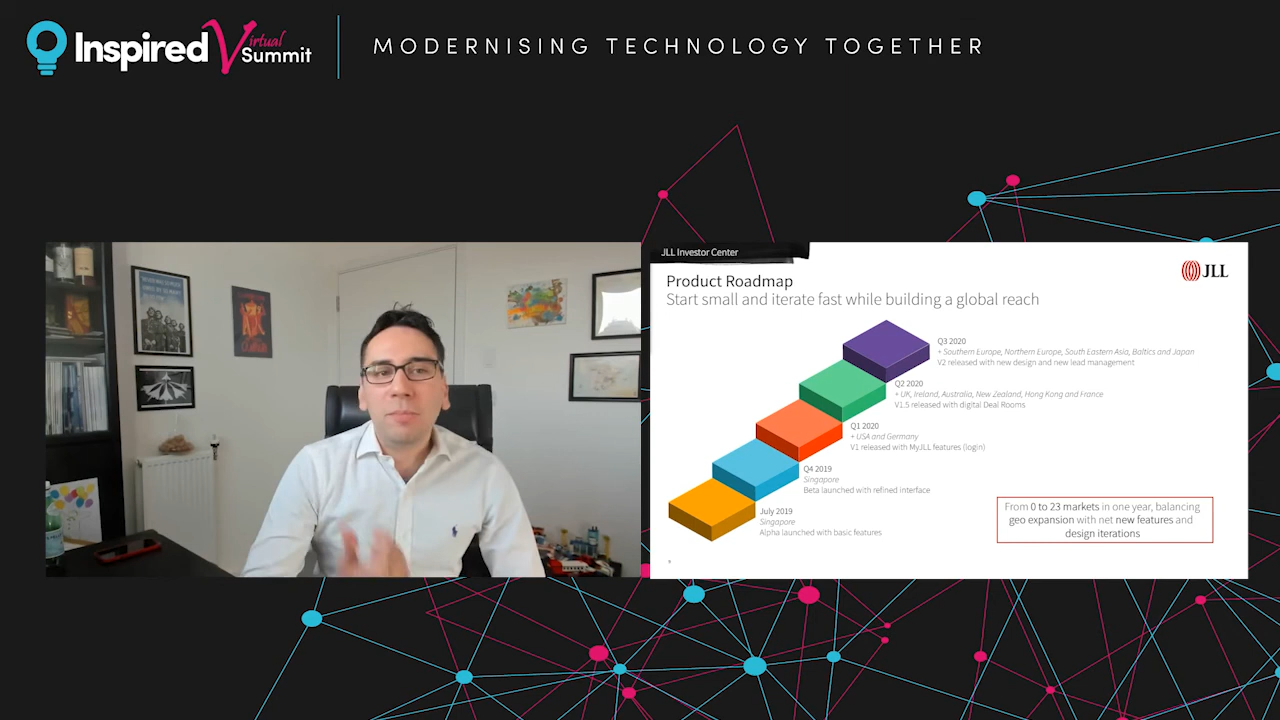 Inspired Virtual Summit
MODERNISING TECHNOLOGY TOGETHER
JLL Investor Center
JLL
Product Roadmap
Start small and iterate fast while building a global reach
Q3 2020
+ Southern Europe, Northern Europe, South Eastern Asia, Baltics and Japan
V2 released with new design and new lead management
Q2 2020
+ UK, Ireland, Australia, New Zealand, Hong Kong and France
V1.5 released with digital Deal Rooms
Q1 2020
+ USA and Germany
V1 released with MyJLL features (login)
Q4 2019
Singapore
Beta launched with refined interface
July 2019
Singapore
Alpha launched with basic features
From 0 to 23 markets in one year, balancing
geo expansion with net new features and
design iterations